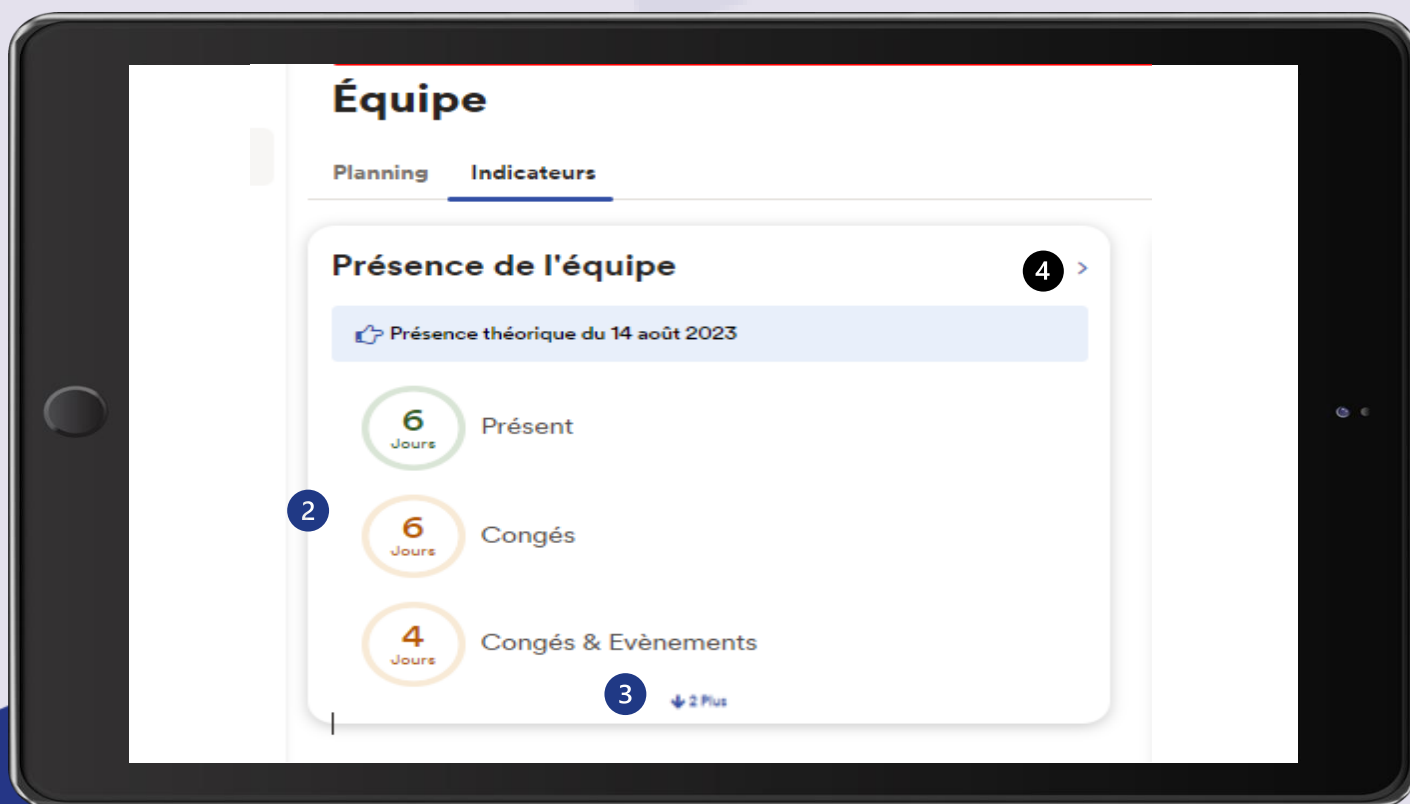 Équipe
Planning Indicateurs
Présence de l'équipe
4 >
Présence théorique du 14 août 2023
6
Jours
Présent
2
6
Jours
Congés
4
Jours
Congés & Evènements
3
2 Plus